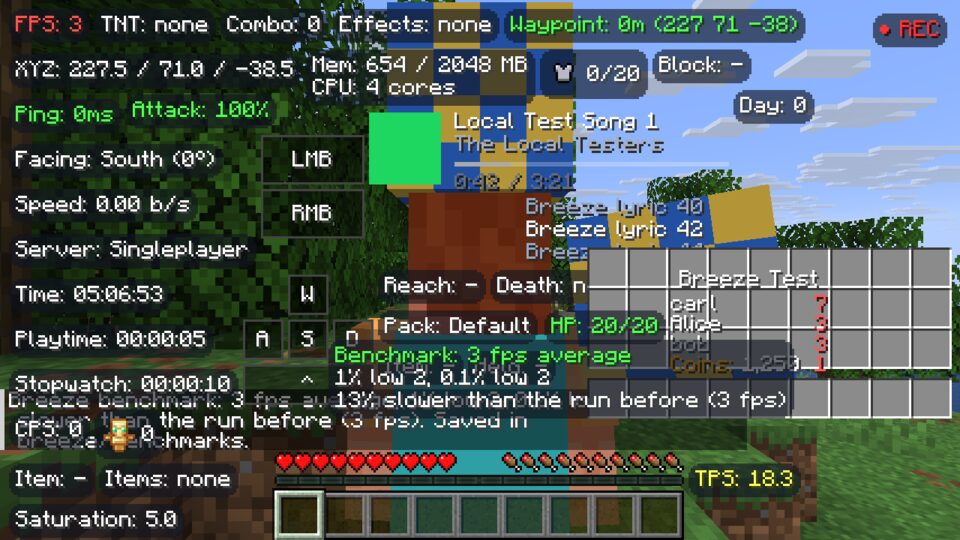 FPS: 3 TNT: none Combo: 0 Effects: none Waypoint: 0m (227 71 -38)
REC
XYZ: 227.5 / 71.0 / -38.5
Mem: 654 / 2048 MB
CPU: 4 cores
0/20
Block: -
Day: 0
Ping: 0ms
Attack: 100%
Local Test Song 1
The Local Testers
0:42 / 3:21
Facing: South (0°)
LMB
Speed: 0.00 b/s
RMB
Breeze lyric 40
Breeze lyric 42
Breeze lyric
Server: Singleplayer
Reach: - Death: n
Breeze Test
carl 7
Alice 3
bob 3
Coins: 1,250 1
Time: 05:06:53
W
Playtime: 00:00:05
A S D
Pack: Default HP: 20/20
Benchmark: 3 fps average
1% low 2, 0.1% low 2
13% slower than the run before (3 fps)
Stopwatch: 00:00:10
^
Breeze benchmark: 3 fps
slower than the run before (3 fps). Saved in
CPS: 0
0
Item: - Items: none
TPS: 18.3
Saturation: 5.0